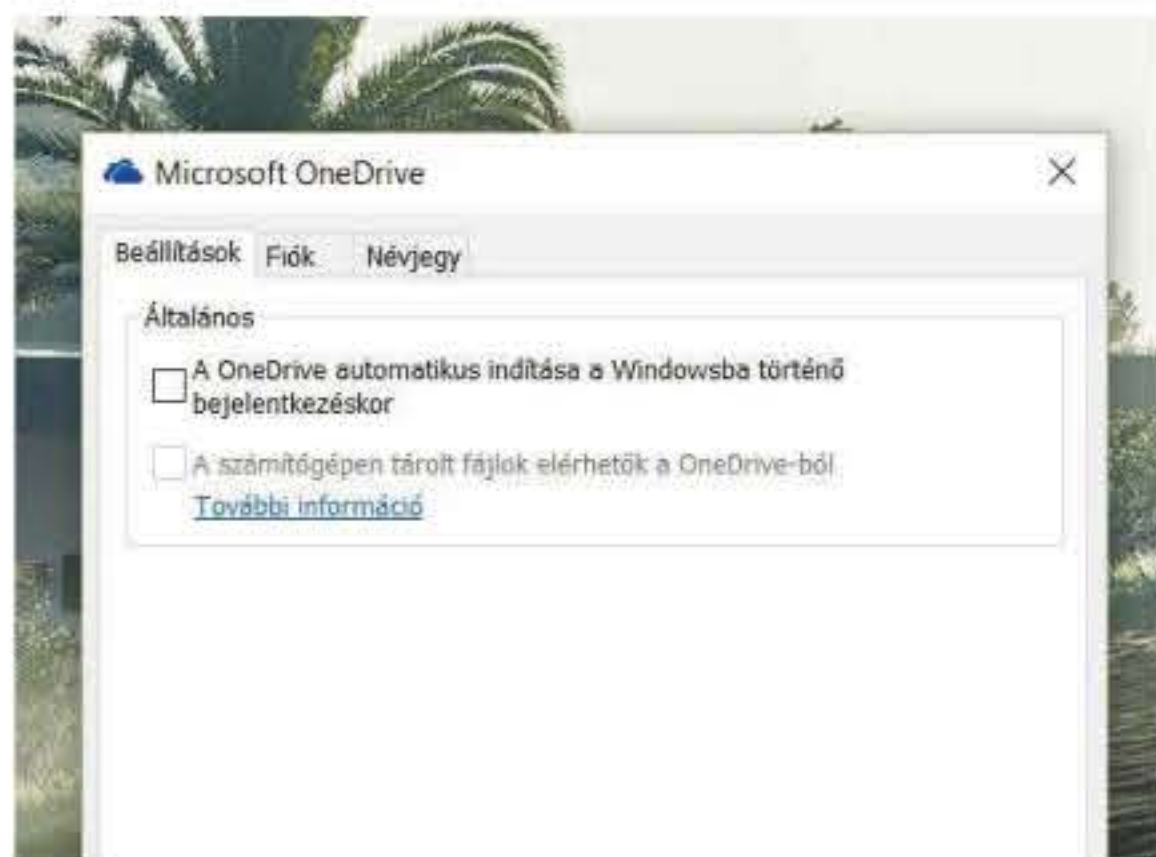 Microsoft OneDrive
Beállítások Fiók Névjegy
Általános
A OneDrive automatikus indítása a Windowsba történő
bejelentkezéskor
A számítógépen tárolt fájlok elérhetők a OneDrive-ból
További információ